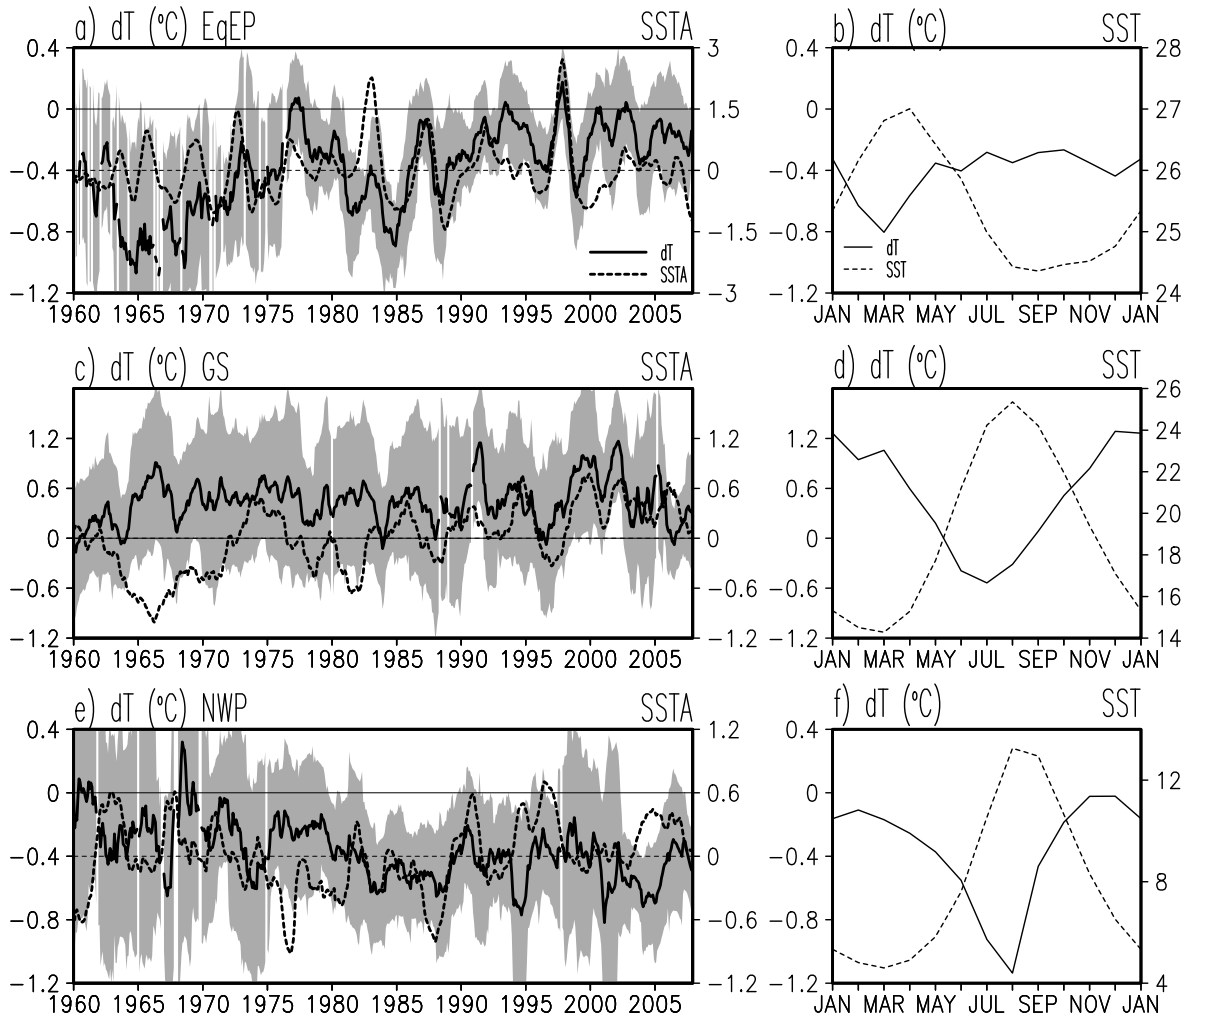 a) dT (°C) EqEP SSTA
b) dT (°C) SST
0.4 3 0.4 28
0 1.5 0 27
−0.4 0 −0.4 26
−0.8 −1.5 −0.8 25
−1.2 −3 −1.2 24
dT
SSTA
dT
SST
1960 1965 1970 1975 1980 1985 1990 1995 2000 2005
JAN MAR MAY JUL SEP NOV JAN
c) dT (°C) GS SSTA
d) dT (°C) SST
26
1.2 1.2 1.2 24
22
0.6 0.6 0.6
20
0 0 0
18
−0.6 −0.6 −0.6
16
−1.2 −1.2 −1.2 14
1960 1965 1970 1975 1980 1985 1990 1995 2000 2005
JAN MAR MAY JUL SEP NOV JAN
e) dT (°C) NWP SSTA
f) dT (°C) SST
0.4 1.2 0.4
0 0.6 0 12
−0.4 0 −0.4
8
−0.8 −0.6 −0.8
−1.2 −1.2 −1.2 4
1960 1965 1970 1975 1980 1985 1990 1995 2000 2005
JAN MAR MAY JUL SEP NOV JAN